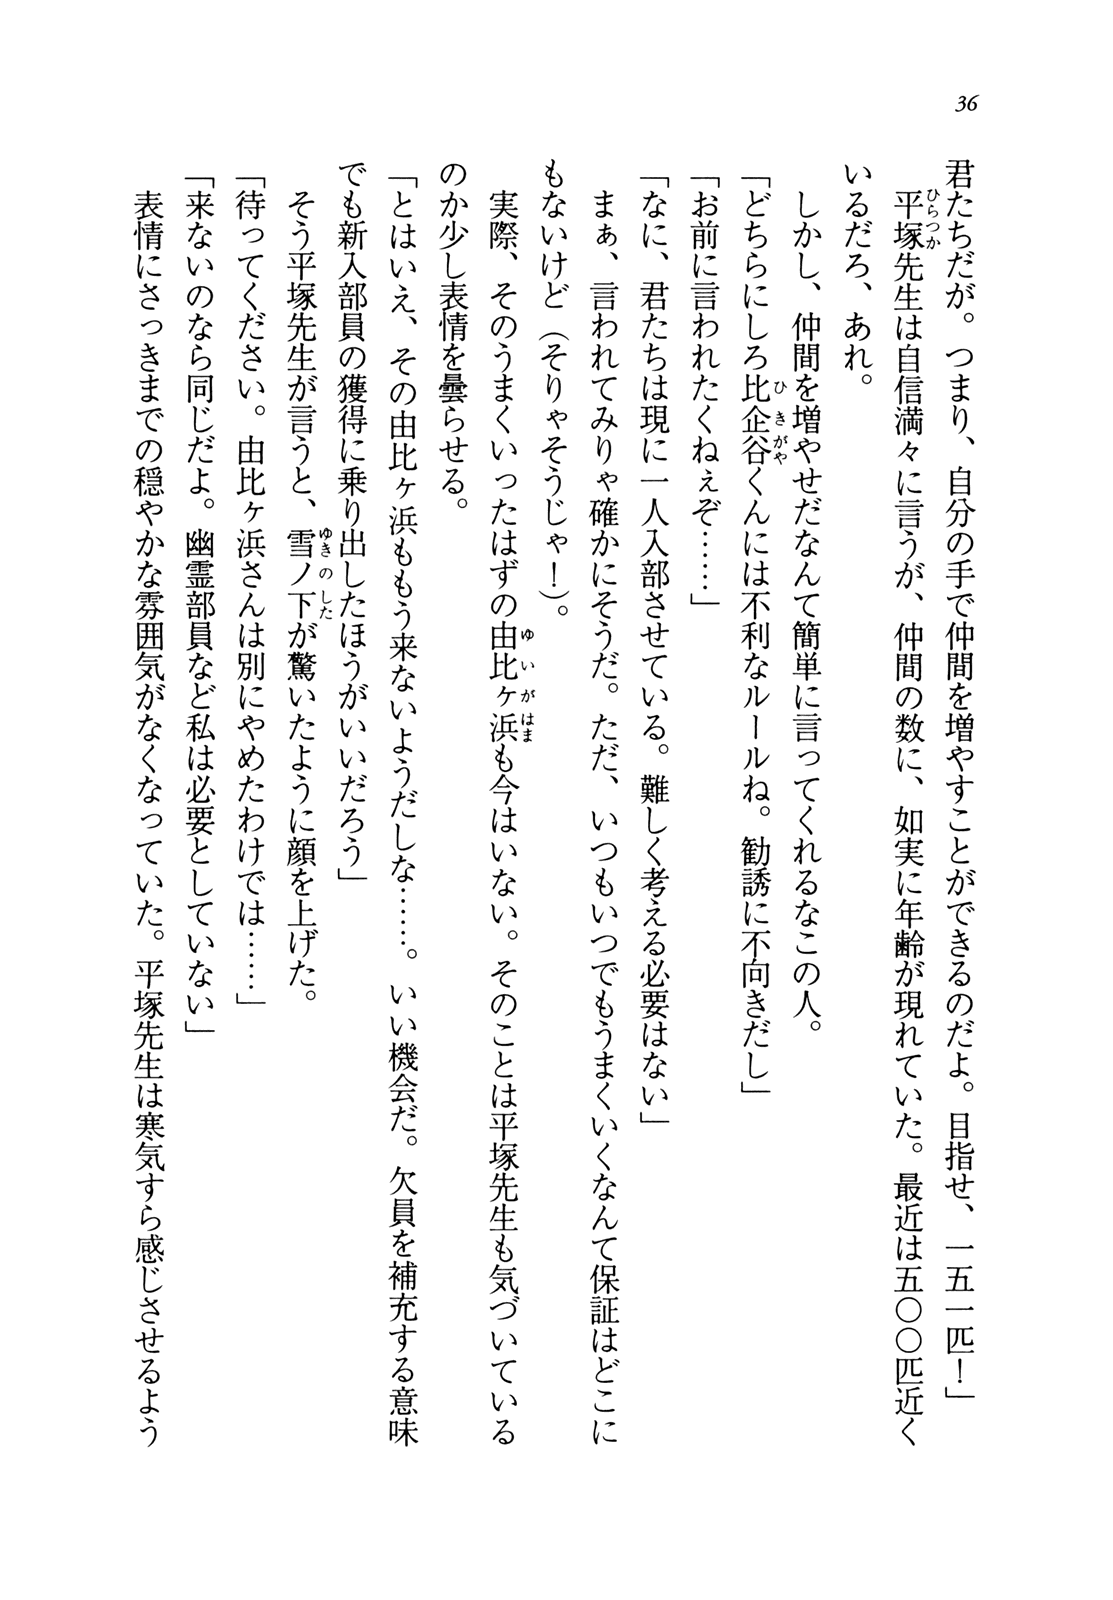 36
君たちだが。つまり、自分の手で仲間を増やすことができるのだよ。目指せ、一五一匹！」
　平塚先生は自信満々に言うが、仲間の数に、如実に年齢が現れていた。最近は五〇〇匹近く
いるだろ、あれ。
　しかし、仲間を増やせだなんて簡単に言ってくれるなこの人。
「どちらにしろ比企谷くんには不利なルールね。勧誘に不向きだし」
「お前に言われたくねぇぞ……」
「なに、君たちは現に一人入部させている。難しく考える必要はない」
　まぁ、言われてみりゃ確かにそうだ。ただ、いつもいつでもうまくいくなんて保証はどこに
もないけど（そりゃそうじゃ！）。
　実際、そのうまくいったはずの由比ヶ浜も今はいない。そのことは平塚先生も気づいている
のか少し表情を曇らせる。
「とはいえ、その由比ヶ浜ももう来ないようだしな……。いい機会だ。欠員を補充する意味
でも新入部員の獲得に乗り出したほうがいいだろう」
　そう平塚先生が言うと、雪ノ下が驚いたように顔を上げた。
「待ってください。由比ヶ浜さんは別にやめたわけでは……」
「来ないのなら同じだよ。幽霊部員など私は必要としていない」
　表情にさっきまでの穏やかな雰囲気がなくなっていた。平塚先生は寒気すら感じさせるよう